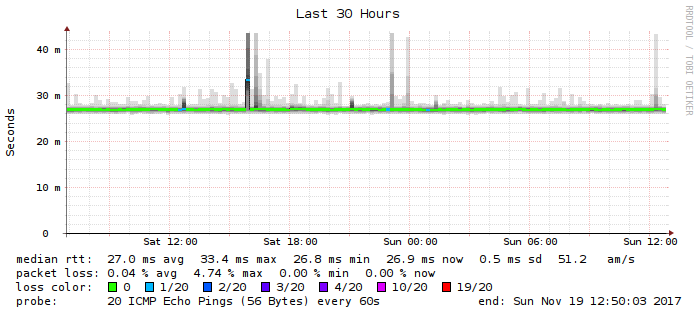 Last 30 Hours
RRDTOOL / TOBI OETIKER
Seconds
40 m
30 m
20 m
10 m
0
Sat 12:00 Sat 18:00 Sun 00:00 Sun 06:00 Sun 12:00
median rtt: 27.0 ms avg 33.4 ms max 26.8 ms min 26.9 ms now 0.5 ms sd 51.2 am/s
packet loss: 0.04 % avg 4.74 % max 0.00 % min 0.00 % now
loss color: 0 1/20 2/20 3/20 4/20 10/20 19/20
probe: 20 ICMP Echo Pings (56 Bytes) every 60s end: Sun Nov 19 12:50:03 2017